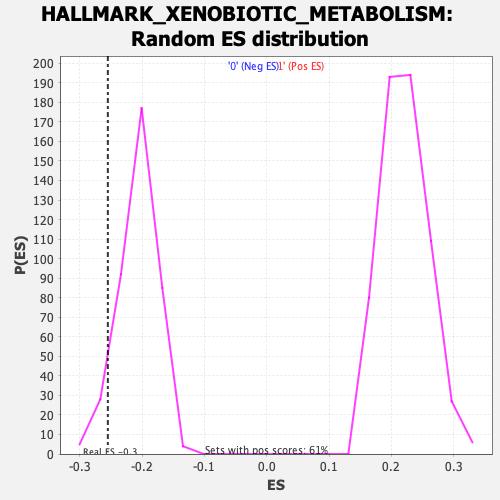 HALLMARK_XENOBIOTIC_METABOLISM:
Random ES distribution
'0' (Neg ES)
1' (Pos ES)
200
190
180
170
160
150
140
130
120
110
100
90
80
70
60
50
40
30
20
10
0
P(ES)
Real ES -0.3
Sets with pos scores: 61%
-0.3 -0.2 -0.1 0.0 0.1 0.2 0.3
ES